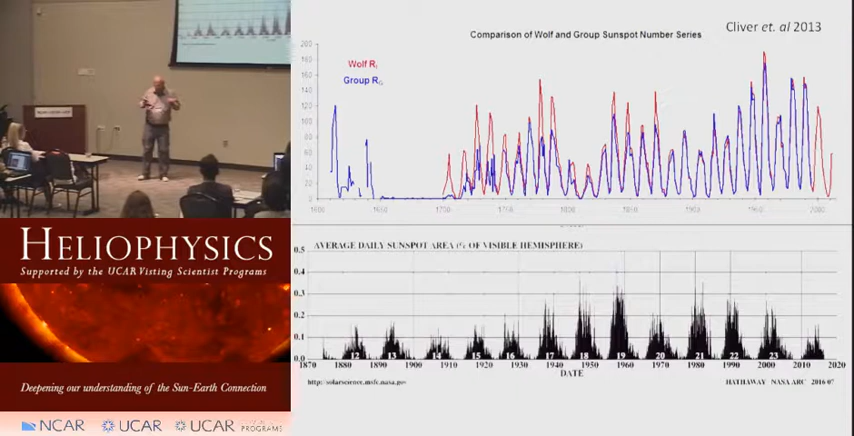 HELIOPHYSICS
Supported by the UCAR Visting Scientist Programs
Deepening our understanding of the Sun-Earth Connection
NCAR
UCAR
UCAR
PROGRAMS
Cliver et. al 2013
Comparison of Wolf and Group Sunspot Number Series
Wolf Ri
Group RG
200
180
160
140
120
100
80
60
40
20
0
1600 1650 1700 1750 1800 1850 1900 1950 2000
AVERAGE DAILY SUNSPOT AREA (% OF VISIBLE HEMISPHERE)
0.5
0.4
0.3
0.2
0.1
0.0
12 13 14 15 16 17 18 19 20 21 22 23
1870 1880 1890 1900 1910 1920 1930 1940 1950 1960 1970 1980 1990 2000 2010 2020
DATE
http://solarscience.msfc.nasa.gov
HATHAWAY NASA/ARC 2016/07